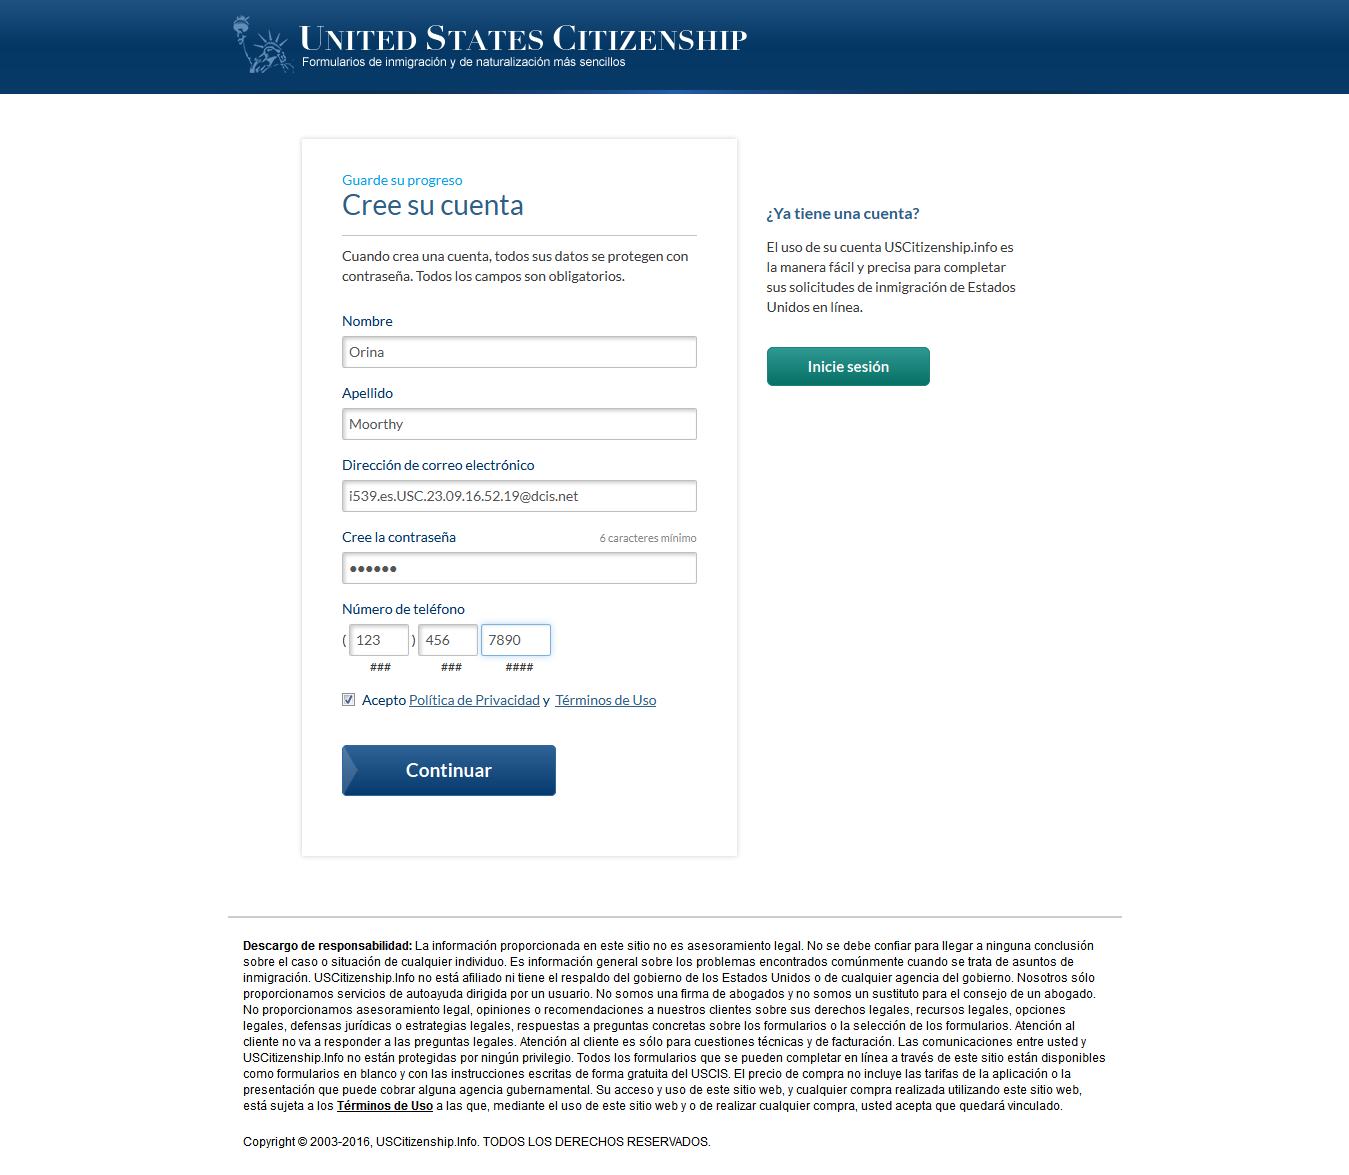 UNITED STATES CITIZENSHIP
Formularios de inmigración y de naturalización más sencillos
Guarde su progreso
Cree su cuenta
Cuando crea una cuenta, todos sus datos se protegen con
contraseña. Todos los campos son obligatorios.
Nombre
Orina
Apellido
Moorthy
Dirección de correo electrónico
i539.es.USC.23.09.16.52.19@dcis.net
Cree la contraseña 6 caracteres mínimo
●●●●●●
Número de teléfono
( 123 ) 456 7890
### ### ####
Acepto Política de Privacidad y Términos de Uso
Continuar
¿Ya tiene una cuenta?
El uso de su cuenta USCitizenship.info es
la manera fácil y precisa para completar
sus solicitudes de inmigración de Estados
Unidos en línea.
Inicie sesión
Descargo de responsabilidad: La información proporcionada en este sitio no es asesoramiento legal. No se debe confiar para llegar a ninguna conclusión
sobre el caso o situación de cualquier individuo. Es información general sobre los problemas encontrados comúnmente cuando se trata de asuntos de
inmigración. USCitizenship.Info no está afiliado ni tiene el respaldo del gobierno de los Estados Unidos o de cualquier agencia del gobierno. Nosotros sólo
proporcionamos servicios de autoayuda dirigida por un usuario. No somos una firma de abogados y no somos un sustituto para el consejo de un abogado.
No proporcionamos asesoramiento legal, opiniones o recomendaciones a nuestros clientes sobre sus derechos legales, recursos legales, opciones
legales, defensas jurídicas o estrategias legales, respuestas a preguntas concretas sobre los formularios o la selección de los formularios. Atención al
cliente no va a responder a las preguntas legales. Atención al cliente es sólo para cuestiones técnicas y de facturación. Las comunicaciones entre usted y
USCitizenship.Info no están protegidas por ningún privilegio. Todos los formularios que se pueden completar en línea a través de este sitio están disponibles
como formularios en blanco y con las instrucciones escritas de forma gratuita del USCIS. El precio de compra no incluye las tarifas de la aplicación o la
presentación que puede cobrar alguna agencia gubernamental. Su acceso y uso de este sitio web, y cualquier compra realizada utilizando este sitio web,
está sujeta a los Términos de Uso a las que, mediante el uso de este sitio web y o de realizar cualquier compra, usted acepta que quedará vinculado.
Copyright © 2003-2016, USCitizenship.Info. TODOS LOS DERECHOS RESERVADOS.